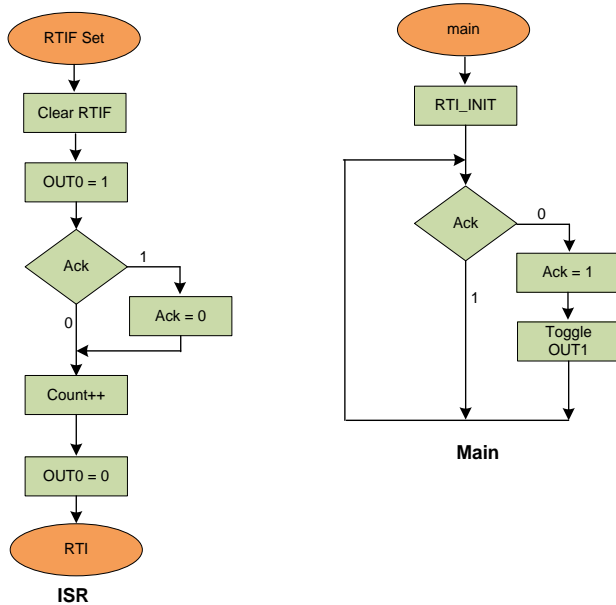 RTIF Set
Clear RTIF
OUT0 = 1
Ack
1
Ack = 0
0
Count++
OUT0 = 0
RTI
ISR
main
RTI_INIT
Ack
0
Ack = 1
1
Toggle
OUT1
Main